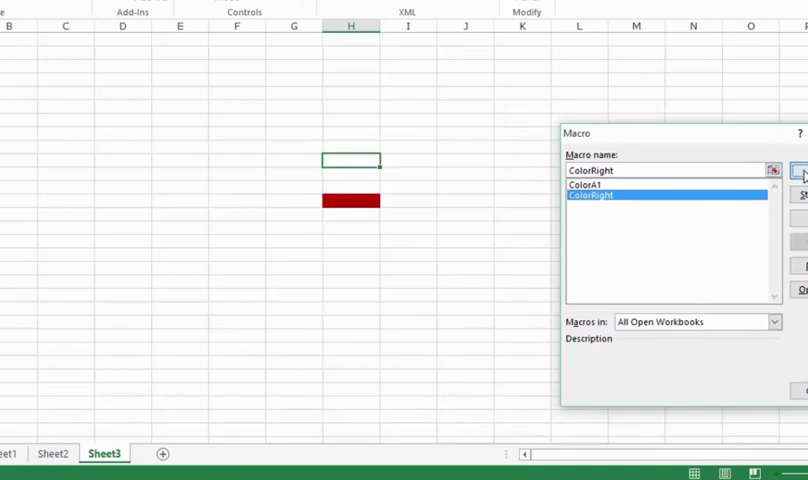 Add-Ins Controls XML Modify
B C D E F G H I J K L M N O
Macro ?
Macro name:
ColorRight
ColorA1
ColorRight
Macros in: All Open Workbooks
Description
Sheet2 Sheet3